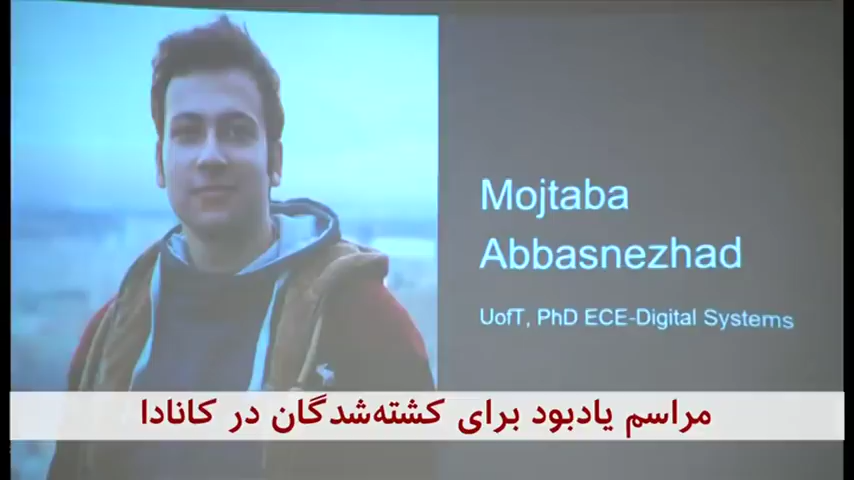 Mojtaba
Abbasnezhad
UofT, PhD ECE-Digital Systems
مراسم یادبود برای کشته‌شدگان در کانادا